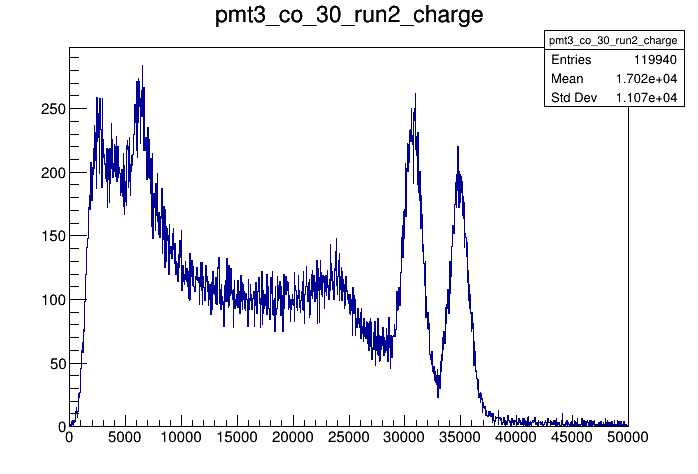 pmt3_co_30_run2_charge
pmt3_co_30_run2_charge
Entries 119940
Mean 1.702e+04
Std Dev 1.107e+04
250
200
150
100
50
0
0 5000 10000 15000 20000 25000 30000 35000 40000 45000 50000